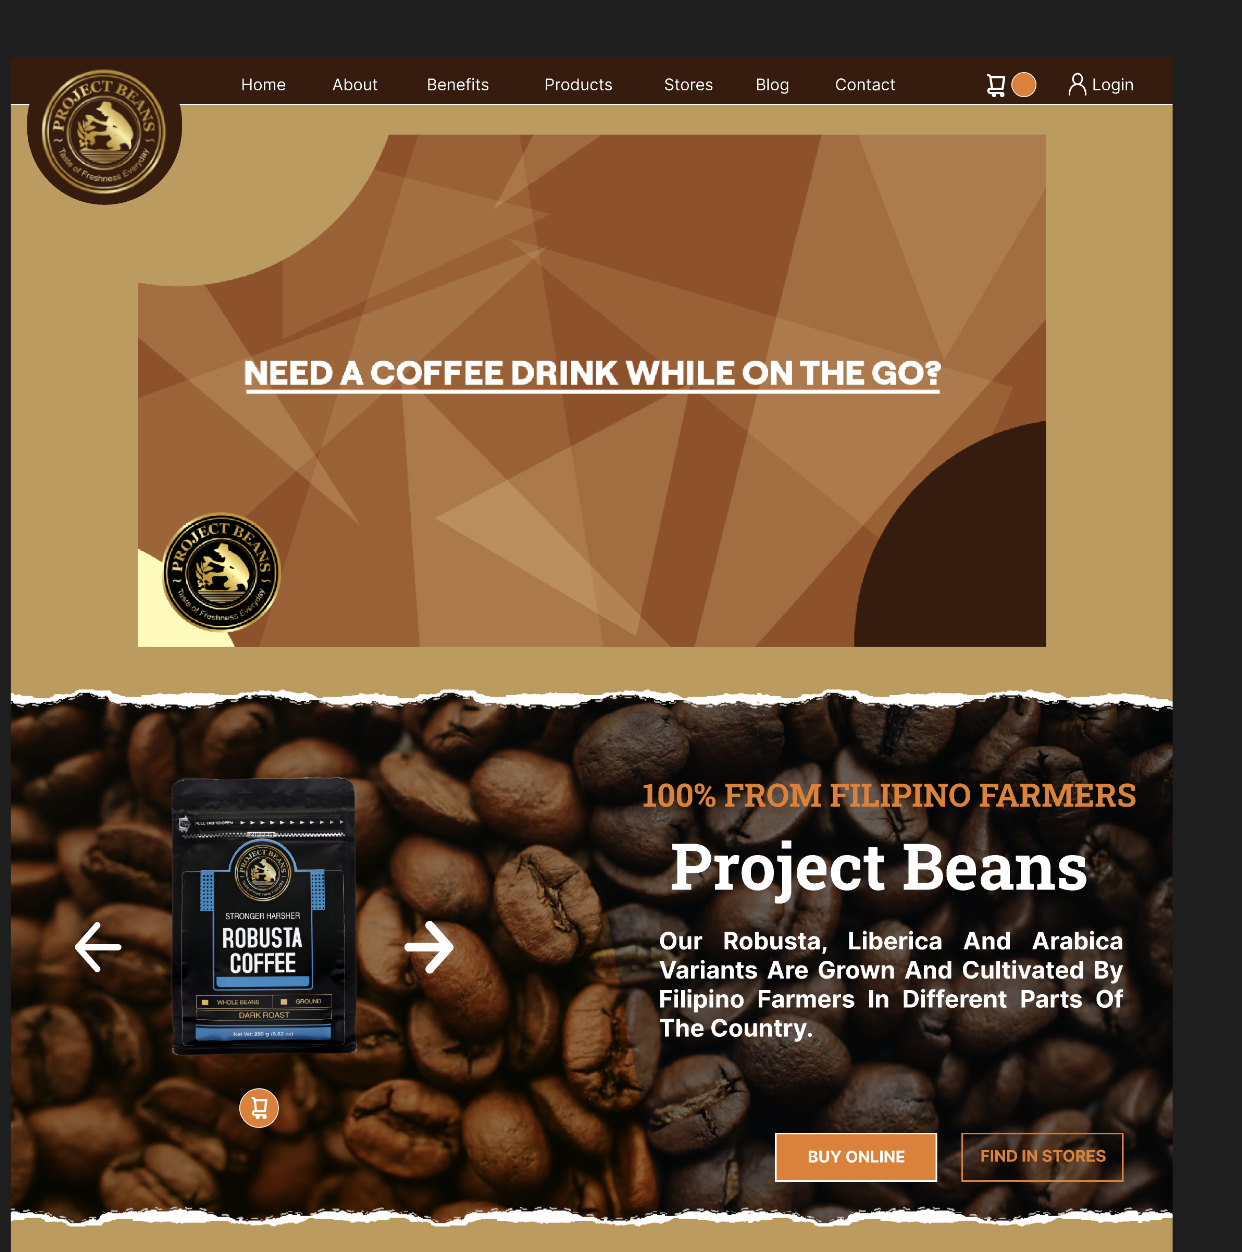 Home About Benefits Products Stores Blog Contact Login
PROJECT BEANS
Taste of Freshness Everyday
NEED A COFFEE DRINK WHILE ON THE GO?
PROJECT BEANS
Taste of Freshness Everyday
100% FROM FILIPINO FARMERS
Project Beans
Our Robusta, Liberica And Arabica
Variants Are Grown And Cultivated By
Filipino Farmers In Different Parts Of
The Country.
PROJECT BEANS
STRONGER HARSHER
ROBUSTA
COFFEE
WHOLE BEANS GROUND
DARK ROAST
Net Wt. 250 g (8.82 oz)
BUY ONLINE FIND IN STORES